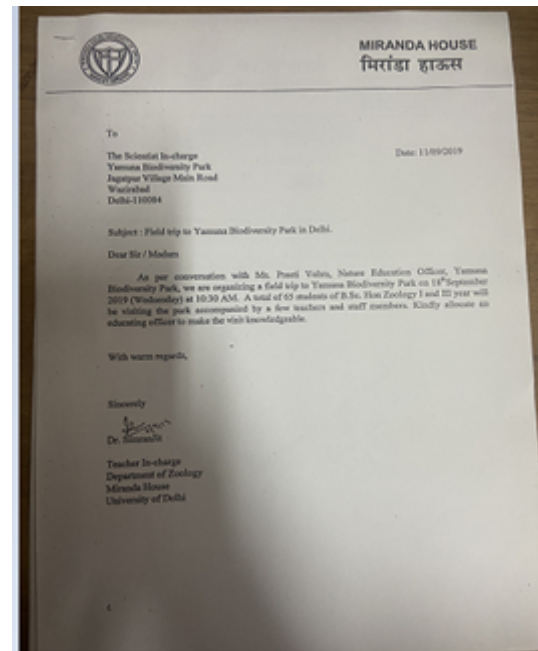 MIRANDA HOUSE
मिरांडा हाऊस
To
The Scientist In-charge
Date: 11/09/2019
Yamuna Biodiversity Park
Jagatpur Village Main Road
Wazirabad
Delhi-110084
Subject : Field trip to Yamuna Biodiversity Park in Delhi.
Dear Sir / Madam
As per conversation with Ms. Preeti Vohra, Nature Education Officer, Yamuna
Biodiversity Park, we are organizing a field trip to Yamuna Biodiversity Park on 18th September
2019 (Wednesday) at 10:30 AM. A total of 65 students of B.Sc. Hon Zoology I and III year will
be visiting the park accompanied by a few teachers and staff members. Kindly allocate an
educating officer to make the visit knowledgeable.
With warm regards,
Sincerely
Dr. Simranjit
Teacher In-charge
Department of Zoology
Miranda House
University of Delhi